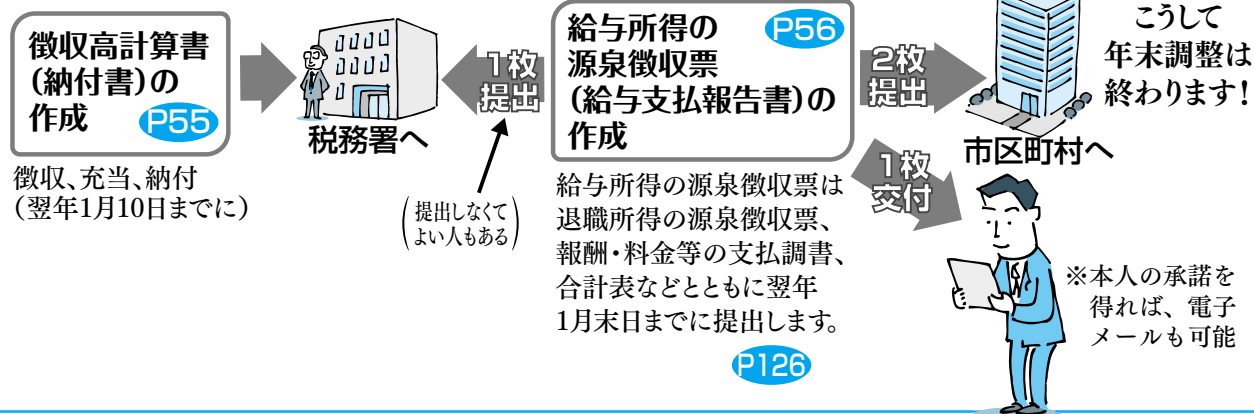 徴収高計算書
(納付書)の
作成 P55
徴収、充当、納付
(翌年1月10日までに)
税務署へ
1枚
提出
(提出しなくて
よい人もある)
給与所得の P56
源泉徴収票
(給与支払報告書)の
作成
給与所得の源泉徴収票は
退職所得の源泉徴収票、
報酬・料金等の支払調書、
合計表などとともに翌年
1月末日までに提出します。
P126
2枚
提出
市区町村へ
こうして
年末調整は
終わります!
1枚
交付
※本人の承諾を
得れば、電子
メールも可能